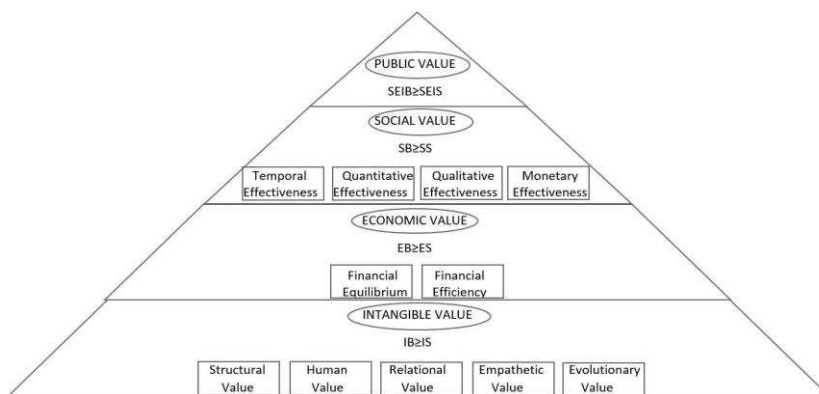 PUBLIC VALUE
SEIB≥SEIS
SOCIAL VALUE
SB≥SS
Temporal Effectiveness
Quantitative Effectiveness
Qualitative Effectiveness
Monetary Effectiveness
ECONOMIC VALUE
EB≥ES
Financial Equilibrium
Financial Efficiency
INTANGIBLE VALUE
IB≥IS
Structural Value
Human Value
Relational Value
Empathetic Value
Evolutionary Value